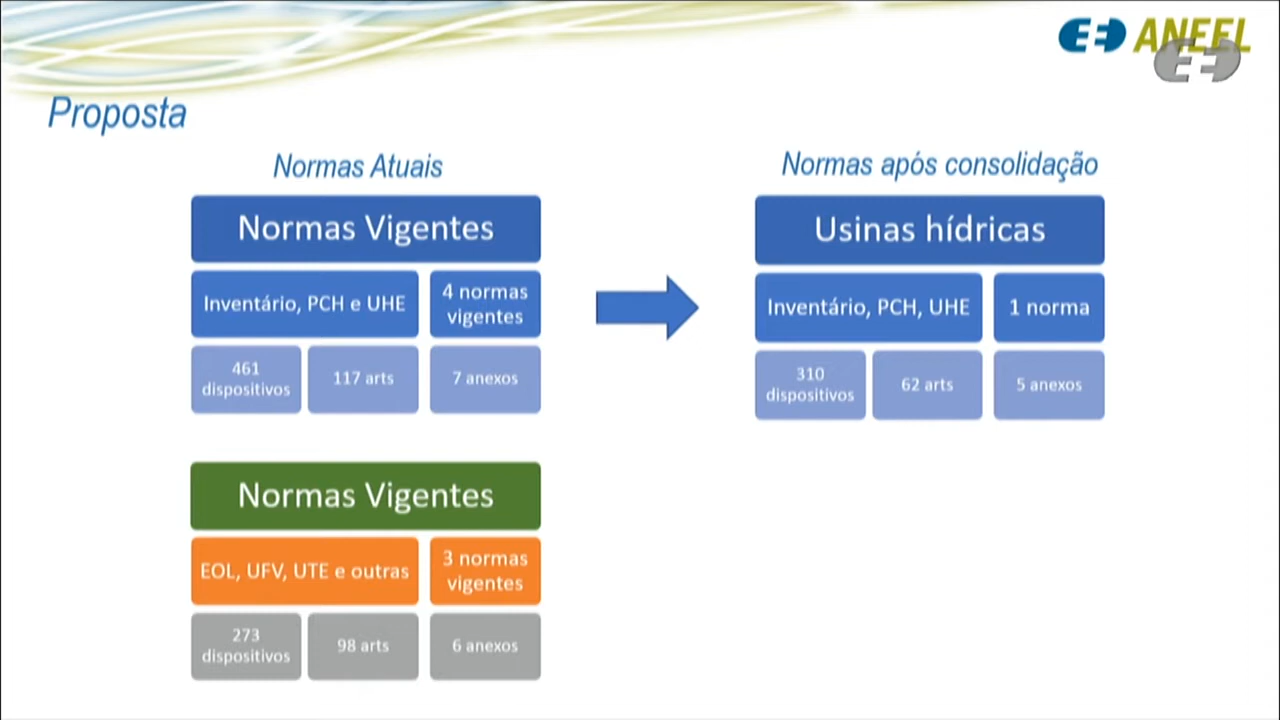 ANEEL
Proposta
Normas Atuais
Normas Vigentes
Inventário, PCH e UHE
4 normas
vigentes
461
dispositivos
117 arts
7 anexos
Normas Vigentes
EOL, UFV, UTE e outras
3 normas
vigentes
273
dispositivos
98 arts
6 anexos
Normas após consolidação
Usinas hídricas
Inventário, PCH, UHE
1 norma
310
dispositivos
62 arts
5 anexos